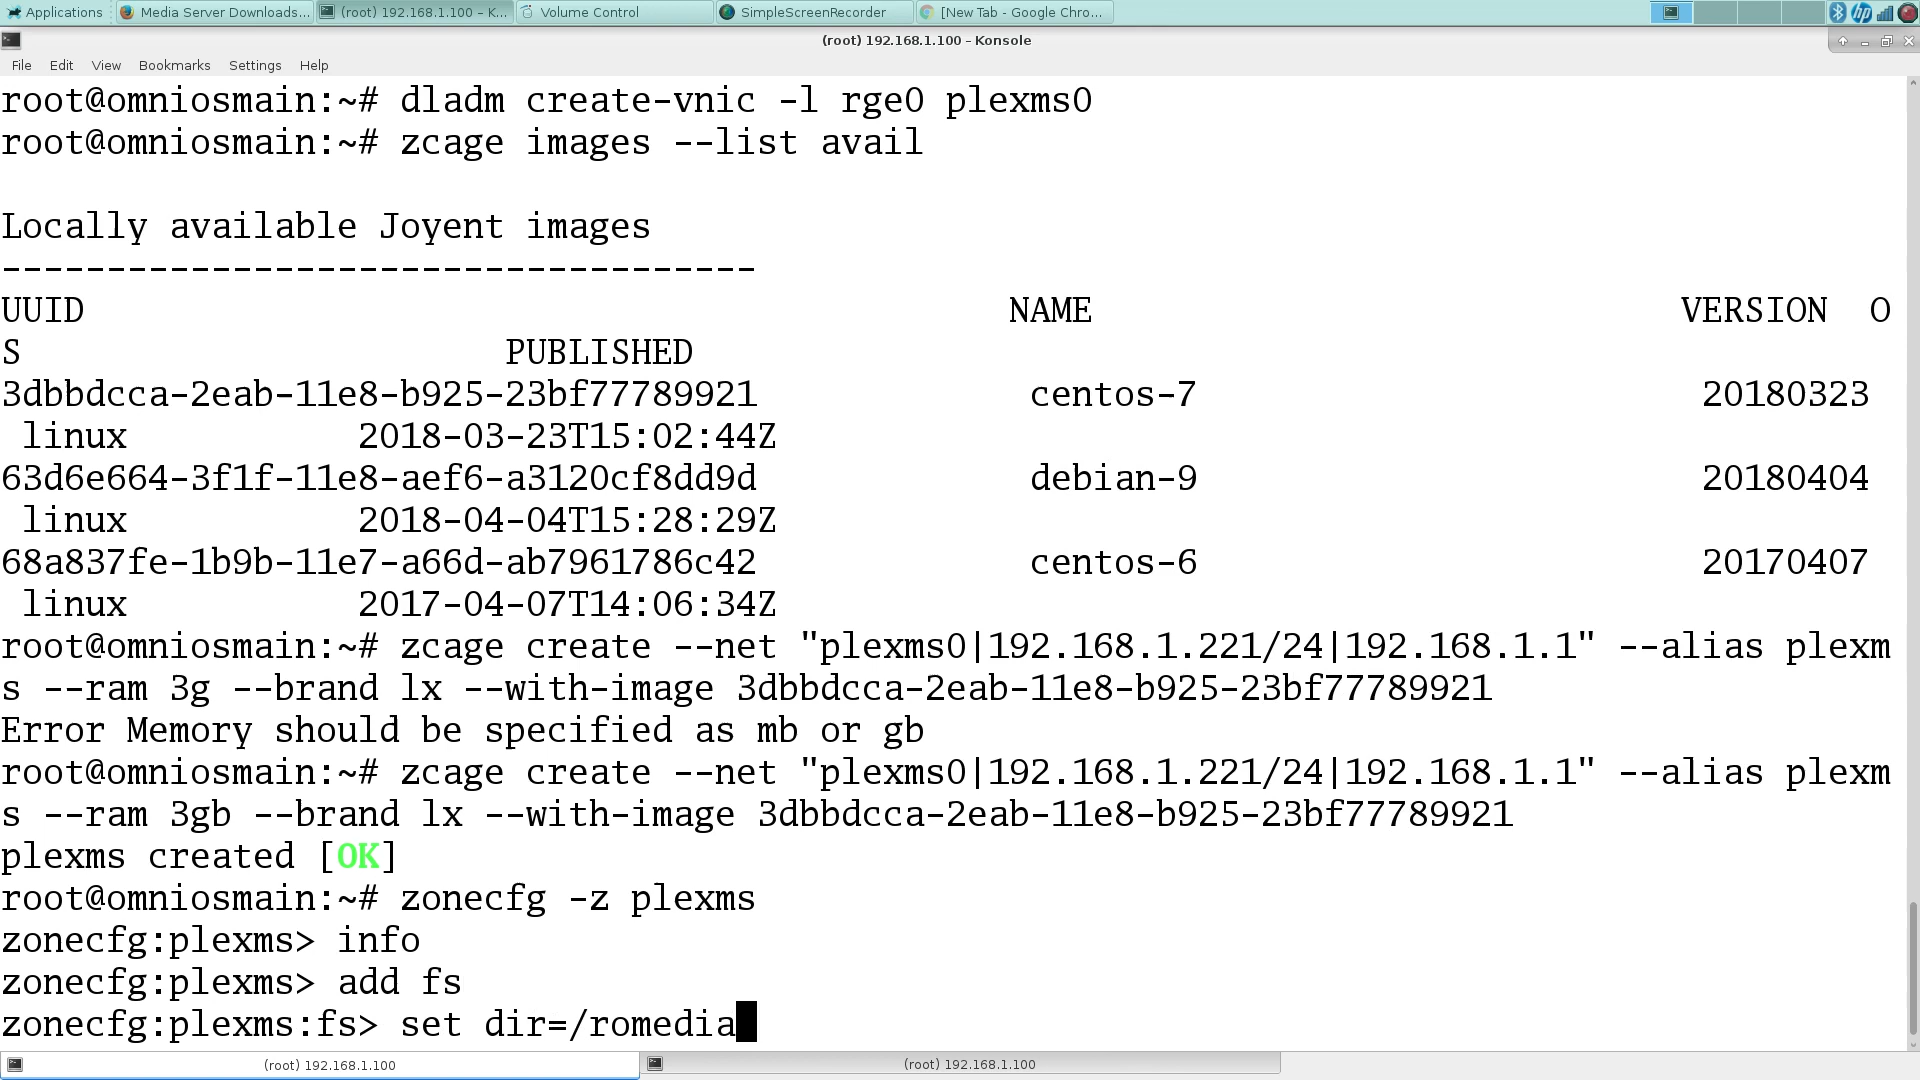 Applications Media Server Downloads... (root) 192.168.1.100 – K... Volume Control SimpleScreenRecorder [New Tab - Google Chro...
(root) 192.168.1.100 – Konsole
File Edit View Bookmarks Settings Help
root@omniosmain:~# dladm create-vnic -l rge0 plexms0
root@omniosmain:~# zcage images --list avail
Locally available Joyent images
------------------------------------
UUID NAME VERSION O
S PUBLISHED
3dbbdcca-2eab-11e8-b925-23bf77789921 centos-7 20180323
linux 2018-03-23T15:02:44Z
63d6e664-3f1f-11e8-aef6-a3120cf8dd9d debian-9 20180404
linux 2018-04-04T15:28:29Z
68a837fe-1b9b-11e7-a66d-ab7961786c42 centos-6 20170407
linux 2017-04-07T14:06:34Z
root@omniosmain:~# zcage create --net "plexms0|192.168.1.221/24|192.168.1.1" --alias plexm
s --ram 3g --brand lx --with-image 3dbbdcca-2eab-11e8-b925-23bf77789921
Error Memory should be specified as mb or gb
root@omniosmain:~# zcage create --net "plexms0|192.168.1.221/24|192.168.1.1" --alias plexm
s --ram 3gb --brand lx --with-image 3dbbdcca-2eab-11e8-b925-23bf77789921
plexms created [OK]
root@omniosmain:~# zonecfg -z plexms
zonecfg:plexms> info
zonecfg:plexms> add fs
zonecfg:plexms:fs> set dir=/romedia
(root) 192.168.1.100 (root) 192.168.1.100